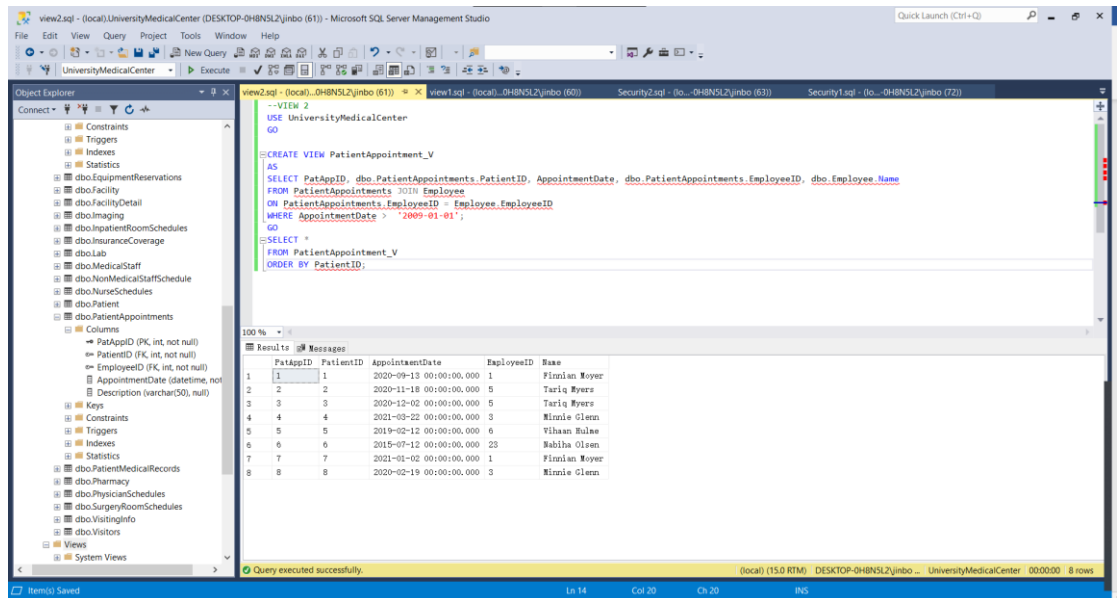 view2.sql - (local).UniversityMedicalCenter (DESKTOP-0H8N5L2\jinbo (61)) - Microsoft SQL Server Management Studio
Quick Launch (Ctrl+Q)
File Edit View Query Project Tools Window Help
New Query
UniversityMedicalCenter Execute
Object Explorer
Connect
Constraints
Triggers
Indexes
Statistics
dbo.EquipmentReservations
dbo.Facility
dbo.FacilityDetail
dbo.Imaging
dbo.InpatientRoomSchedules
dbo.InsuranceCoverage
dbo.Lab
dbo.MedicalStaff
dbo.NonMedicalStaffSchedule
dbo.NurseSchedules
dbo.Patient
dbo.PatientAppointments
Columns
PatAppID (PK, int, not null)
PatientID (FK, int, not null)
EmployeeID (FK, int, not null)
AppointmentDate (datetime, not
Description (varchar(50), null)
Keys
Constraints
Triggers
Indexes
Statistics
dbo.PatientMedicalRecords
dbo.Pharmacy
dbo.PhysicianSchedules
dbo.SurgeryRoomSchedules
dbo.VisitingInfo
dbo.Visitors
Views
System Views
view2.sql - (local)...0H8N5L2\jinbo (61)) view1.sql - (local)...0H8N5L2\jinbo (60)) Security2.sql - (lo...-0H8N5L2\jinbo (63)) Security1.sql - (lo...-0H8N5L2\jinbo (72))
--VIEW 2
USE UniversityMedicalCenter
GO
CREATE VIEW PatientAppointment_V
AS
SELECT PatAppID, dbo.PatientAppointments.PatientID, AppointmentDate, dbo.PatientAppointments.EmployeeID, dbo.Employee.Name
FROM PatientAppointments JOIN Employee
ON PatientAppointments.EmployeeID = Employee.EmployeeID
WHERE AppointmentDate > '2009-01-01';
GO
SELECT *
FROM PatientAppointment_V
ORDER BY PatientID;
100 %
Results Messages
PatAppID PatientID AppointmentDate EmployeeID Name
1 1 1 2020-09-13 00:00:00.000 1 Finnian Moyer
2 2 2 2020-11-18 00:00:00.000 5 Tariq Myers
3 3 3 2020-12-02 00:00:00.000 5 Tariq Myers
4 4 4 2021-03-22 00:00:00.000 3 Minnie Glenn
5 5 5 2019-02-12 00:00:00.000 6 Vihaan Hulme
6 6 6 2015-07-12 00:00:00.000 23 Nabiha Olsen
7 7 7 2021-01-02 00:00:00.000 1 Finnian Moyer
8 8 8 2020-02-19 00:00:00.000 3 Minnie Glenn
Query executed successfully. (local) (15.0 RTM) DESKTOP-0H8N5L2\jinbo ... UniversityMedicalCenter 00:00:00 8 rows
Item(s) Saved Ln 14 Col 20 Ch 20 INS